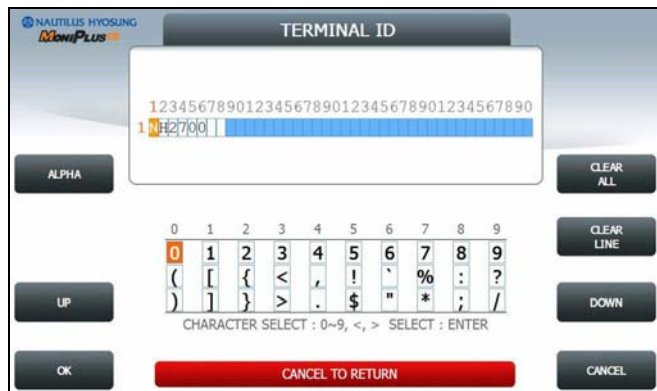 NAUTILUS HYOSUNG
MoniPlus
TERMINAL ID
1234567890123456789012345678901234567890
1 NH2700
ALPHA
CLEAR ALL
0 1 2 3 4 5 6 7 8 9
CLEAR LINE
0 1 2 3 4 5 6 7 8 9
( [ { < , ! ` % : ?
) ] } > . $ " * ; /
UP
DOWN
CHARACTER SELECT : 0~9, <, > SELECT : ENTER
OK
CANCEL TO RETURN
CANCEL